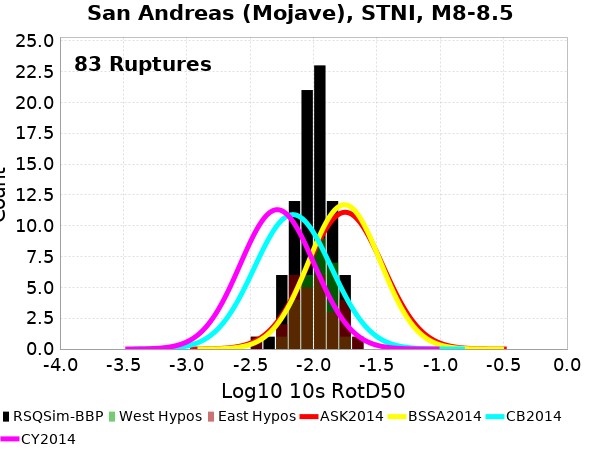 San Andreas (Mojave), STNI, M8-8.5
83 Ruptures
25.0
22.5
20.0
17.5
15.0
12.5
10.0
7.5
5.0
2.5
0.0
Count
-4.0 -3.5 -3.0 -2.5 -2.0 -1.5 -1.0 -0.5 0.0
Log10 10s RotD50
RSQSim-BBP West Hypos East Hypos ASK2014 BSSA2014 CB2014
CY2014